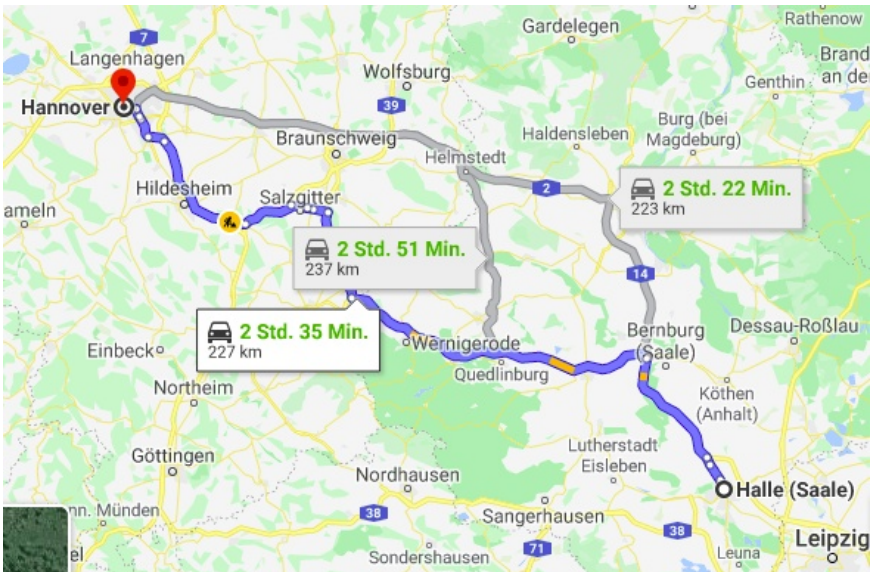 Gardelegen
Rathenow
7
Langenhagen
Wolfsburg
Brand
an de
Genthin
39
Hannover
Burg (bei
Magdeburg)
Haldensleben
Braunschweig
Helmstedt
2
2 Std. 22 Min.
223 km
Hildesheim
Salzgitter
ameln
2 Std. 51 Min.
237 km
14
2 Std. 35 Min.
227 km
Bernburg
(Saale)
Dessau-Roßlau
Wernigerode
Einbeck
Quedlinburg
Köthen
(Anhalt)
Northeim
Lutherstadt
Eisleben
Göttingen
Nordhausen
Halle (Saale)
nn. Münden
38
Sangerhausen
38
Leipzig
el
71
Sondershausen
Leuna